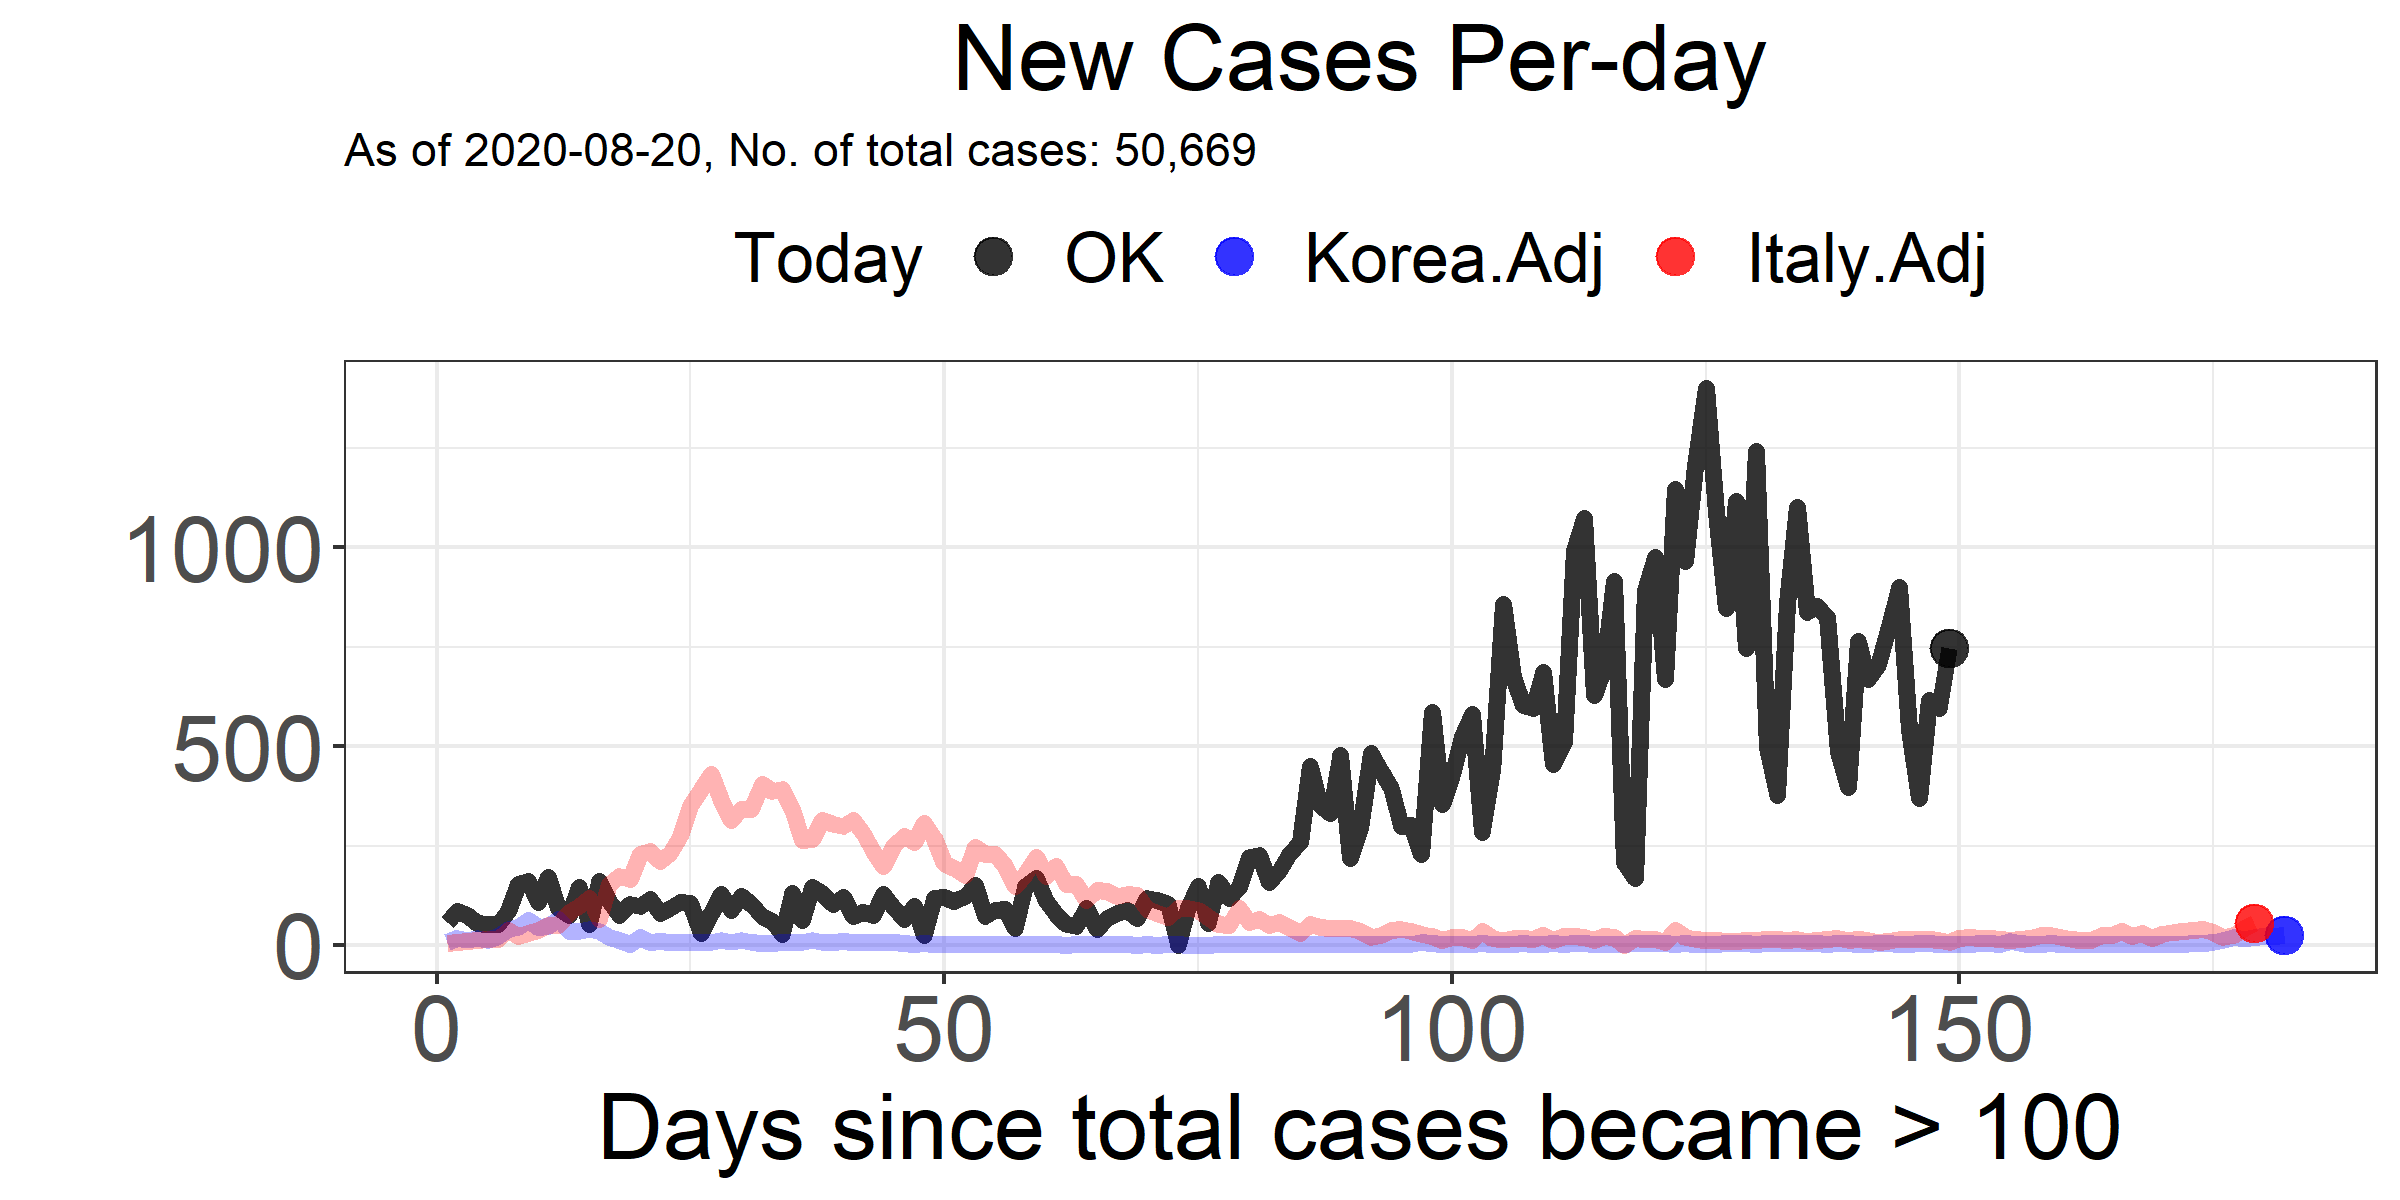 New Cases Per-day
As of 2020-08-20, No. of total cases: 50,669
Today OK Korea.Adj Italy.Adj
1000
500
0
0 50 100 150
Days since total cases became > 100